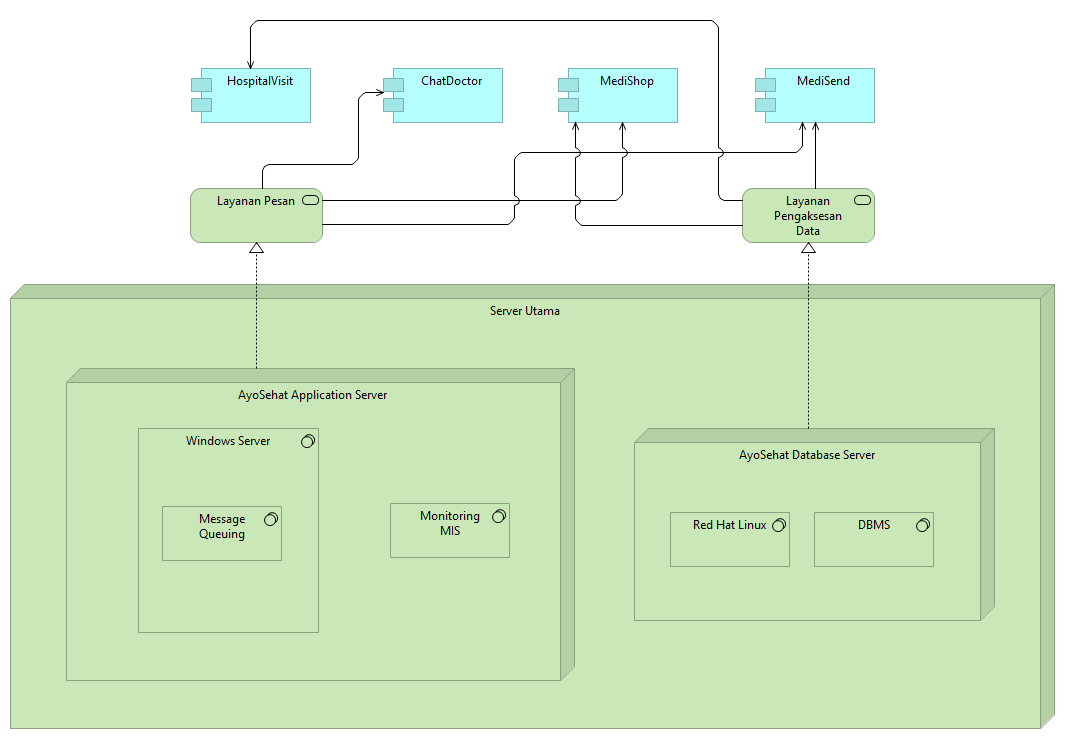 HospitalVisit
ChatDoctor
MediShop
MediSend
Layanan Pesan
Layanan
Pengaksesan
Data
Server Utama
AyoSehat Application Server
Windows Server
Message
Queuing
Monitoring
MIS
AyoSehat Database Server
Red Hat Linux
DBMS